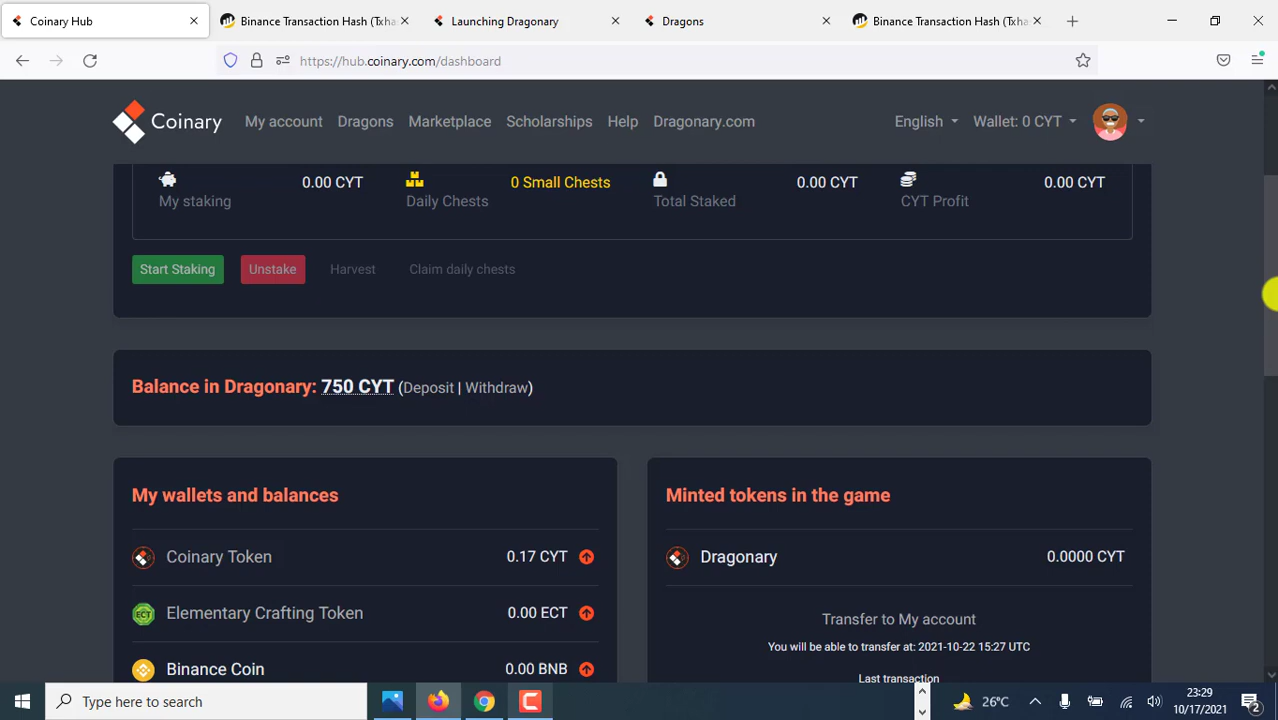 Coinary Hub
Binance Transaction Hash (Txha
Launching Dragonary
Dragons
Binance Transaction Hash (Txha
https://hub.coinary.com/dashboard
Coinary My account Dragons Marketplace Scholarships Help Dragonary.com English Wallet: 0 CYT
0.00 CYT 0 Small Chests 0.00 CYT 0.00 CYT
My staking Daily Chests Total Staked CYT Profit
Start Staking Unstake Harvest Claim daily chests
Balance in Dragonary: 750 CYT (Deposit | Withdraw)
My wallets and balances
Coinary Token 0.17 CYT
ECT Elementary Crafting Token 0.00 ECT
Binance Coin 0.00 BNB
Minted tokens in the game
Dragonary 0.0000 CYT
Transfer to My account
You will be able to transfer at: 2021-10-22 15:27 UTC
Last transaction
Type here to search
26°C
23:29
10/17/2021
2